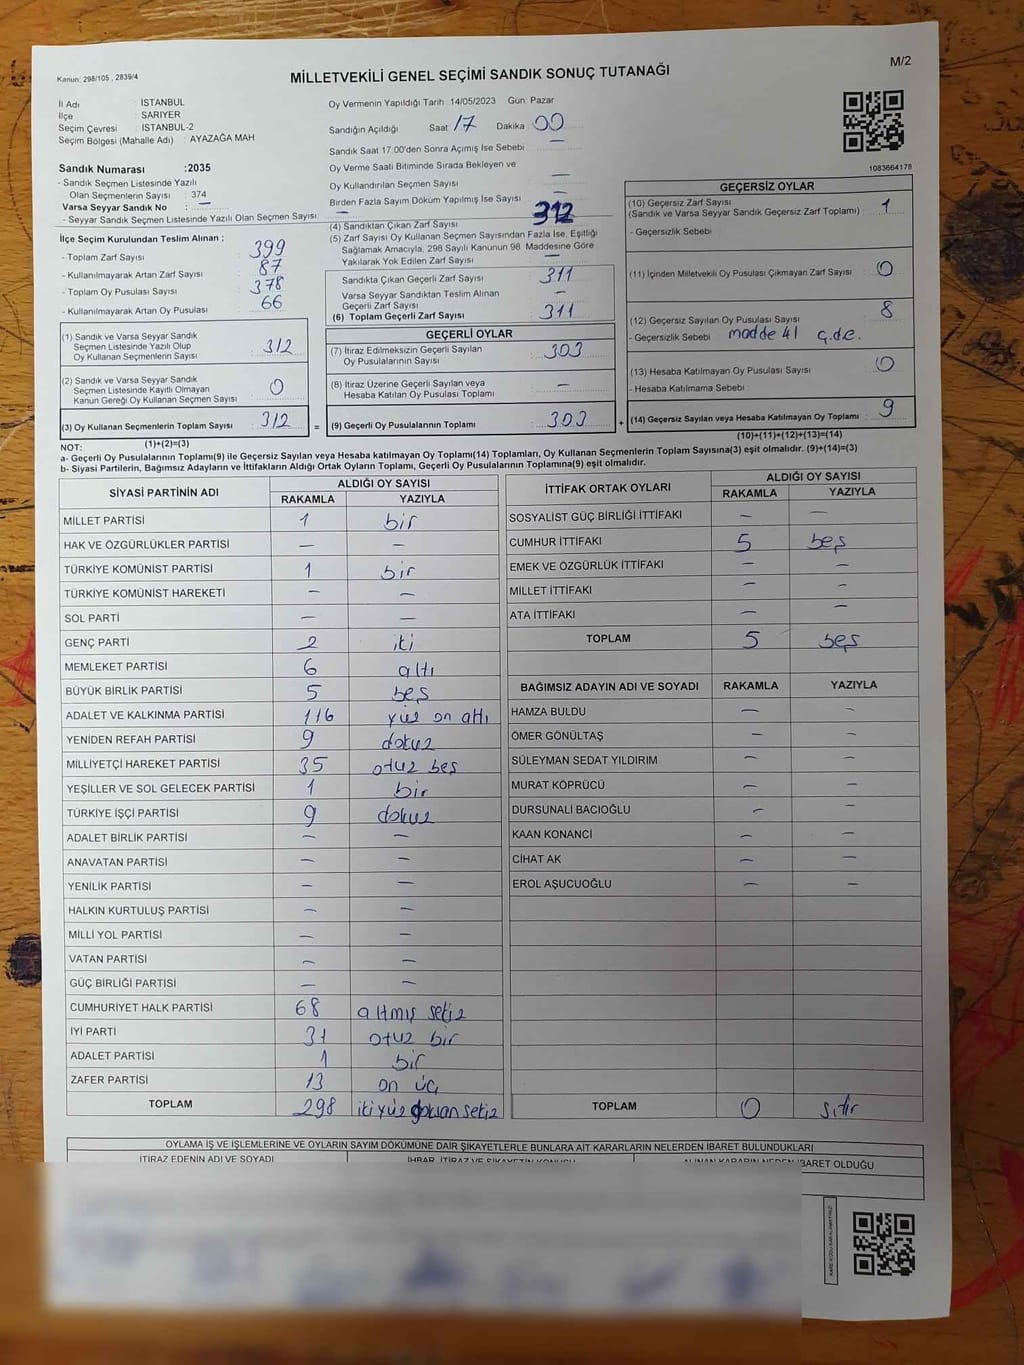 Kanun: 298/105 , 2839/4
MİLLETVEKİLİ GENEL SEÇİMİ SANDIK SONUÇ TUTANAĞI
M/2
İl Adı : İSTANBUL
İlçe : SARIYER
Seçim Çevresi : İSTANBUL-2
Seçim Bölgesi (Mahalle Adı) : AYAZAĞA MAH
Sandık Numarası :2035
- Sandık Seçmen Listesinde Yazılı
Olan Seçmenlerin Sayısı : 374
Varsa Seyyar Sandık No : —
- Seyyar Sandık Seçmen Listesinde Yazılı Olan Seçmen Sayısı : —
Oy Vermenin Yapıldığı Tarih :14/05/2023 Gün: Pazar
Sandığın Açıldığı Saat 17 Dakika 00
Sandık Saat 17:00'den Sonra Açımış İse Sebebi : —
Oy Verme Saati Bitiminde Sırada Bekleyen ve
Oy Kullandırılan Seçmen Sayısı —
Birden Fazla Sayım Döküm Yapılmış İse Sayısı : —
1083664178
İlçe Seçim Kurulundan Teslim Alınan :
- Toplam Zarf Sayısı : 399
- Kullanılmayarak Artan Zarf Sayısı : 87
- Toplam Oy Pusulası Sayısı : 378
- Kullanılmayarak Artan Oy Pusulası : 66
(4) Sandıktan Çıkan Zarf Sayısı 312
(5) Zarf Sayısı Oy Kullanan Seçmen Sayısından Fazla İse, Eşitliği
Sağlamak Amacıyla, 298 Sayılı Kanunun 98. Maddesine Göre
Yakılarak Yok Edilen Zarf Sayısı : —
Sandıkta Çıkan Geçerli Zarf Sayısı : 311
Varsa Seyyar Sandıktan Teslim Alınan
Geçerli Zarf Sayısı : —
(6) Toplam Geçerli Zarf Sayısı : 311
GEÇERSİZ OYLAR
(10) Geçersiz Zarf Sayısı : 1
(Sandık ve Varsa Seyyar Sandık Geçersiz Zarf Toplamı)
- Geçersizlik Sebebi :
(11) İçinden Milletvekili Oy Pusulası Çıkmayan Zarf Sayısı : 0
(12) Geçersiz Sayılan Oy Pusulası Sayısı : 8
- Geçersizlik Sebebi : madde 41 ç.d.e.
(13) Hesaba Katılmayan Oy Pusulası Sayısı : 0
- Hesaba Katılmama Sebebi :
(14) Geçersiz Sayılan veya Hesaba Katılmayan Oy Toplamı : 9
(10)+(11)+(12)+(13)=(14)
(1) Sandık ve Varsa Seyyar Sandık
Seçmen Listesinde Yazılı Olup
Oy Kullanan Seçmenlerin Sayısı : 312
(2) Sandık ve Varsa Seyyar Sandık
Seçmen Listesinde Kayıtlı Olmayan
Kanun Gereği Oy Kullanan Seçmen Sayısı : 0
(3) Oy Kullanan Seçmenlerin Toplam Sayısı : 312 =
(1)+(2)=(3)
GEÇERLİ OYLAR
(7) İtiraz Edilmeksizin Geçerli Sayılan
Oy Pusulalarının Sayısı : 303
(8) İtiraz Üzerine Geçerli Sayılan veya
Hesaba Katılan Oy Pusulası Toplamı : —
(9) Geçerli Oy Pusulalarının Toplamı : 303 +
NOT:
a- Geçerli Oy Pusulalarının Toplamı(9) ile Geçersiz Sayılan veya Hesaba katılmayan Oy Toplamı(14) Toplamları, Oy Kullanan Seçmenlerin Toplam Sayısına(3) eşit olmalıdır. (9)+(14)=(3)
b- Siyasi Partilerin, Bağımsız Adayların ve İttifakların Aldığı Ortak Oyların Toplamı, Geçerli Oy Pusulalarının Toplamına(9) eşit olmalıdır.
SİYASİ PARTİNİN ADI ALDIĞI OY SAYISI
RAKAMLA YAZIYLA
MİLLET PARTİSİ 1 bir
HAK VE ÖZGÜRLÜKLER PARTİSİ — —
TÜRKİYE KOMÜNİST PARTİSİ 1 bir
TÜRKİYE KOMÜNİST HAREKETİ — —
SOL PARTİ — —
GENÇ PARTİ 2 iki
MEMLEKET PARTİSİ 6 altı
BÜYÜK BİRLİK PARTİSİ 5 beş
ADALET VE KALKINMA PARTİSİ 116 yüz on altı
YENİDEN REFAH PARTİSİ 9 dokuz
MİLLİYETÇİ HAREKET PARTİSİ 35 otuz beş
YEŞİLLER VE SOL GELECEK PARTİSİ 1 bir
TÜRKİYE İŞÇİ PARTİSİ 9 dokuz
ADALET BİRLİK PARTİSİ — —
ANAVATAN PARTİSİ — —
YENİLİK PARTİSİ — —
HALKIN KURTULUŞ PARTİSİ — —
MİLLİ YOL PARTİSİ — —
VATAN PARTİSİ — —
GÜÇ BİRLİĞİ PARTİSİ — —
CUMHURİYET HALK PARTİSİ 68 altmış sekiz
İYİ PARTİ 31 otuz bir
ADALET PARTİSİ 1 bir
ZAFER PARTİSİ 13 on üç
TOPLAM 298 iki yüz doksan sekiz
İTTİFAK ORTAK OYLARI ALDIĞI OY SAYISI
RAKAMLA YAZIYLA
SOSYALİST GÜÇ BİRLİĞİ İTTİFAKI — —
CUMHUR İTTİFAKI 5 beş
EMEK VE ÖZGÜRLÜK İTTİFAKI — —
MİLLET İTTİFAKI — —
ATA İTTİFAKI — —
TOPLAM 5 beş
BAĞIMSIZ ADAYIN ADI VE SOYADI RAKAMLA YAZIYLA
HAMZA BULDU — —
ÖMER GÖNÜLTAŞ — —
SÜLEYMAN SEDAT YILDIRIM — —
MURAT KÖPRÜCÜ — —
DURSUNALİ BACIOĞLU — —
KAAN KONANCİ — —
CİHAT AK — —
EROL AŞUCUOĞLU — —
TOPLAM 0 sıfır
OYLAMA İŞ VE İŞLEMLERİNE VE OYLARIN SAYIM DÖKÜMÜNE DAİR ŞİKAYETLERLE BUNLARA AİT KARARLARIN NELERDEN İBARET BULUNDUKLARI
İTİRAZ EDENİN ADI VE SOYADI İHBAR, İTİRAZ VE ŞİKAYETİN KONUSU ALINAN KARARIN NEDEN İBARET OLDUĞU